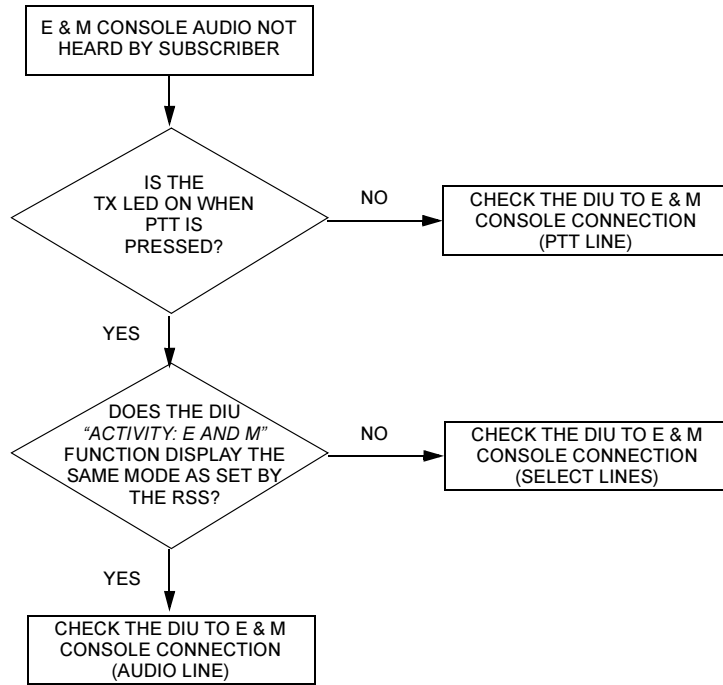 E & M CONSOLE AUDIO NOT
HEARD BY SUBSCRIBER
IS THE
TX LED ON WHEN
PTT IS
PRESSED?
NO
CHECK THE DIU TO E & M
CONSOLE CONNECTION
(PTT LINE)
YES
DOES THE DIU
“ACTIVITY: E AND M”
FUNCTION DISPLAY THE
SAME MODE AS SET BY
THE RSS?
NO
CHECK THE DIU TO E & M
CONSOLE CONNECTION
(SELECT LINES)
YES
CHECK THE DIU TO E & M
CONSOLE CONNECTION
(AUDIO LINE)